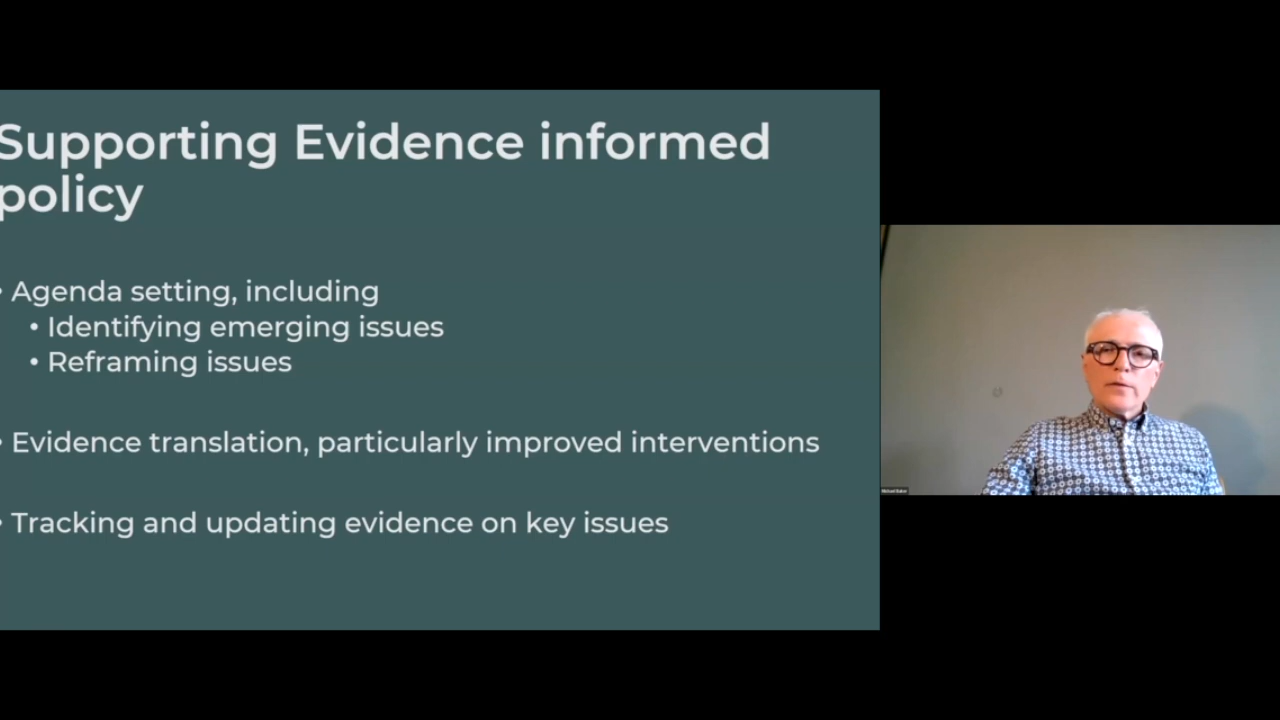 Supporting Evidence informed
policy
• Agenda setting, including
• Identifying emerging issues
• Reframing issues
• Evidence translation, particularly improved interventions
• Tracking and updating evidence on key issues